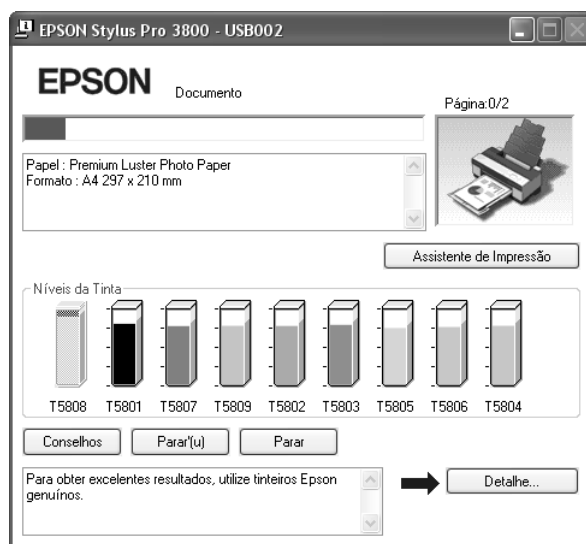 EPSON Stylus Pro 3800 - USB002
EPSON
Documento
Página:0/2
Papel : Premium Luster Photo Paper
Formato : A4 297 x 210 mm
Assistente de Impressão
Níveis da Tinta
T5808 T5801 T5807 T5809 T5802 T5803 T5805 T5806 T5804
Conselhos Parar'(u) Parar
Para obter excelentes resultados, utilize tinteiros Epson
genuínos.
Detalhe...